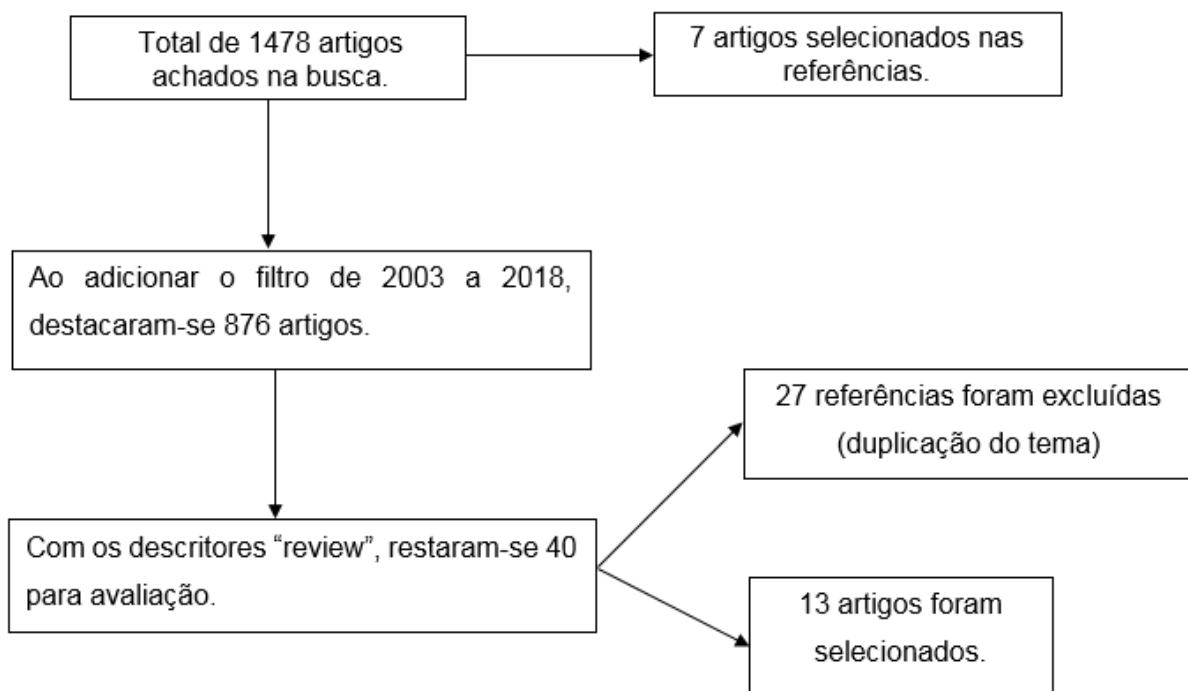 Total de 1478 artigos
achados na busca.
7 artigos selecionados nas
referências.
Ao adicionar o filtro de 2003 a 2018,
destacaram-se 876 artigos.
27 referências foram excluídas
(duplicação do tema)
Com os descritores “review”, restaram-se 40
para avaliação.
13 artigos foram
selecionados.